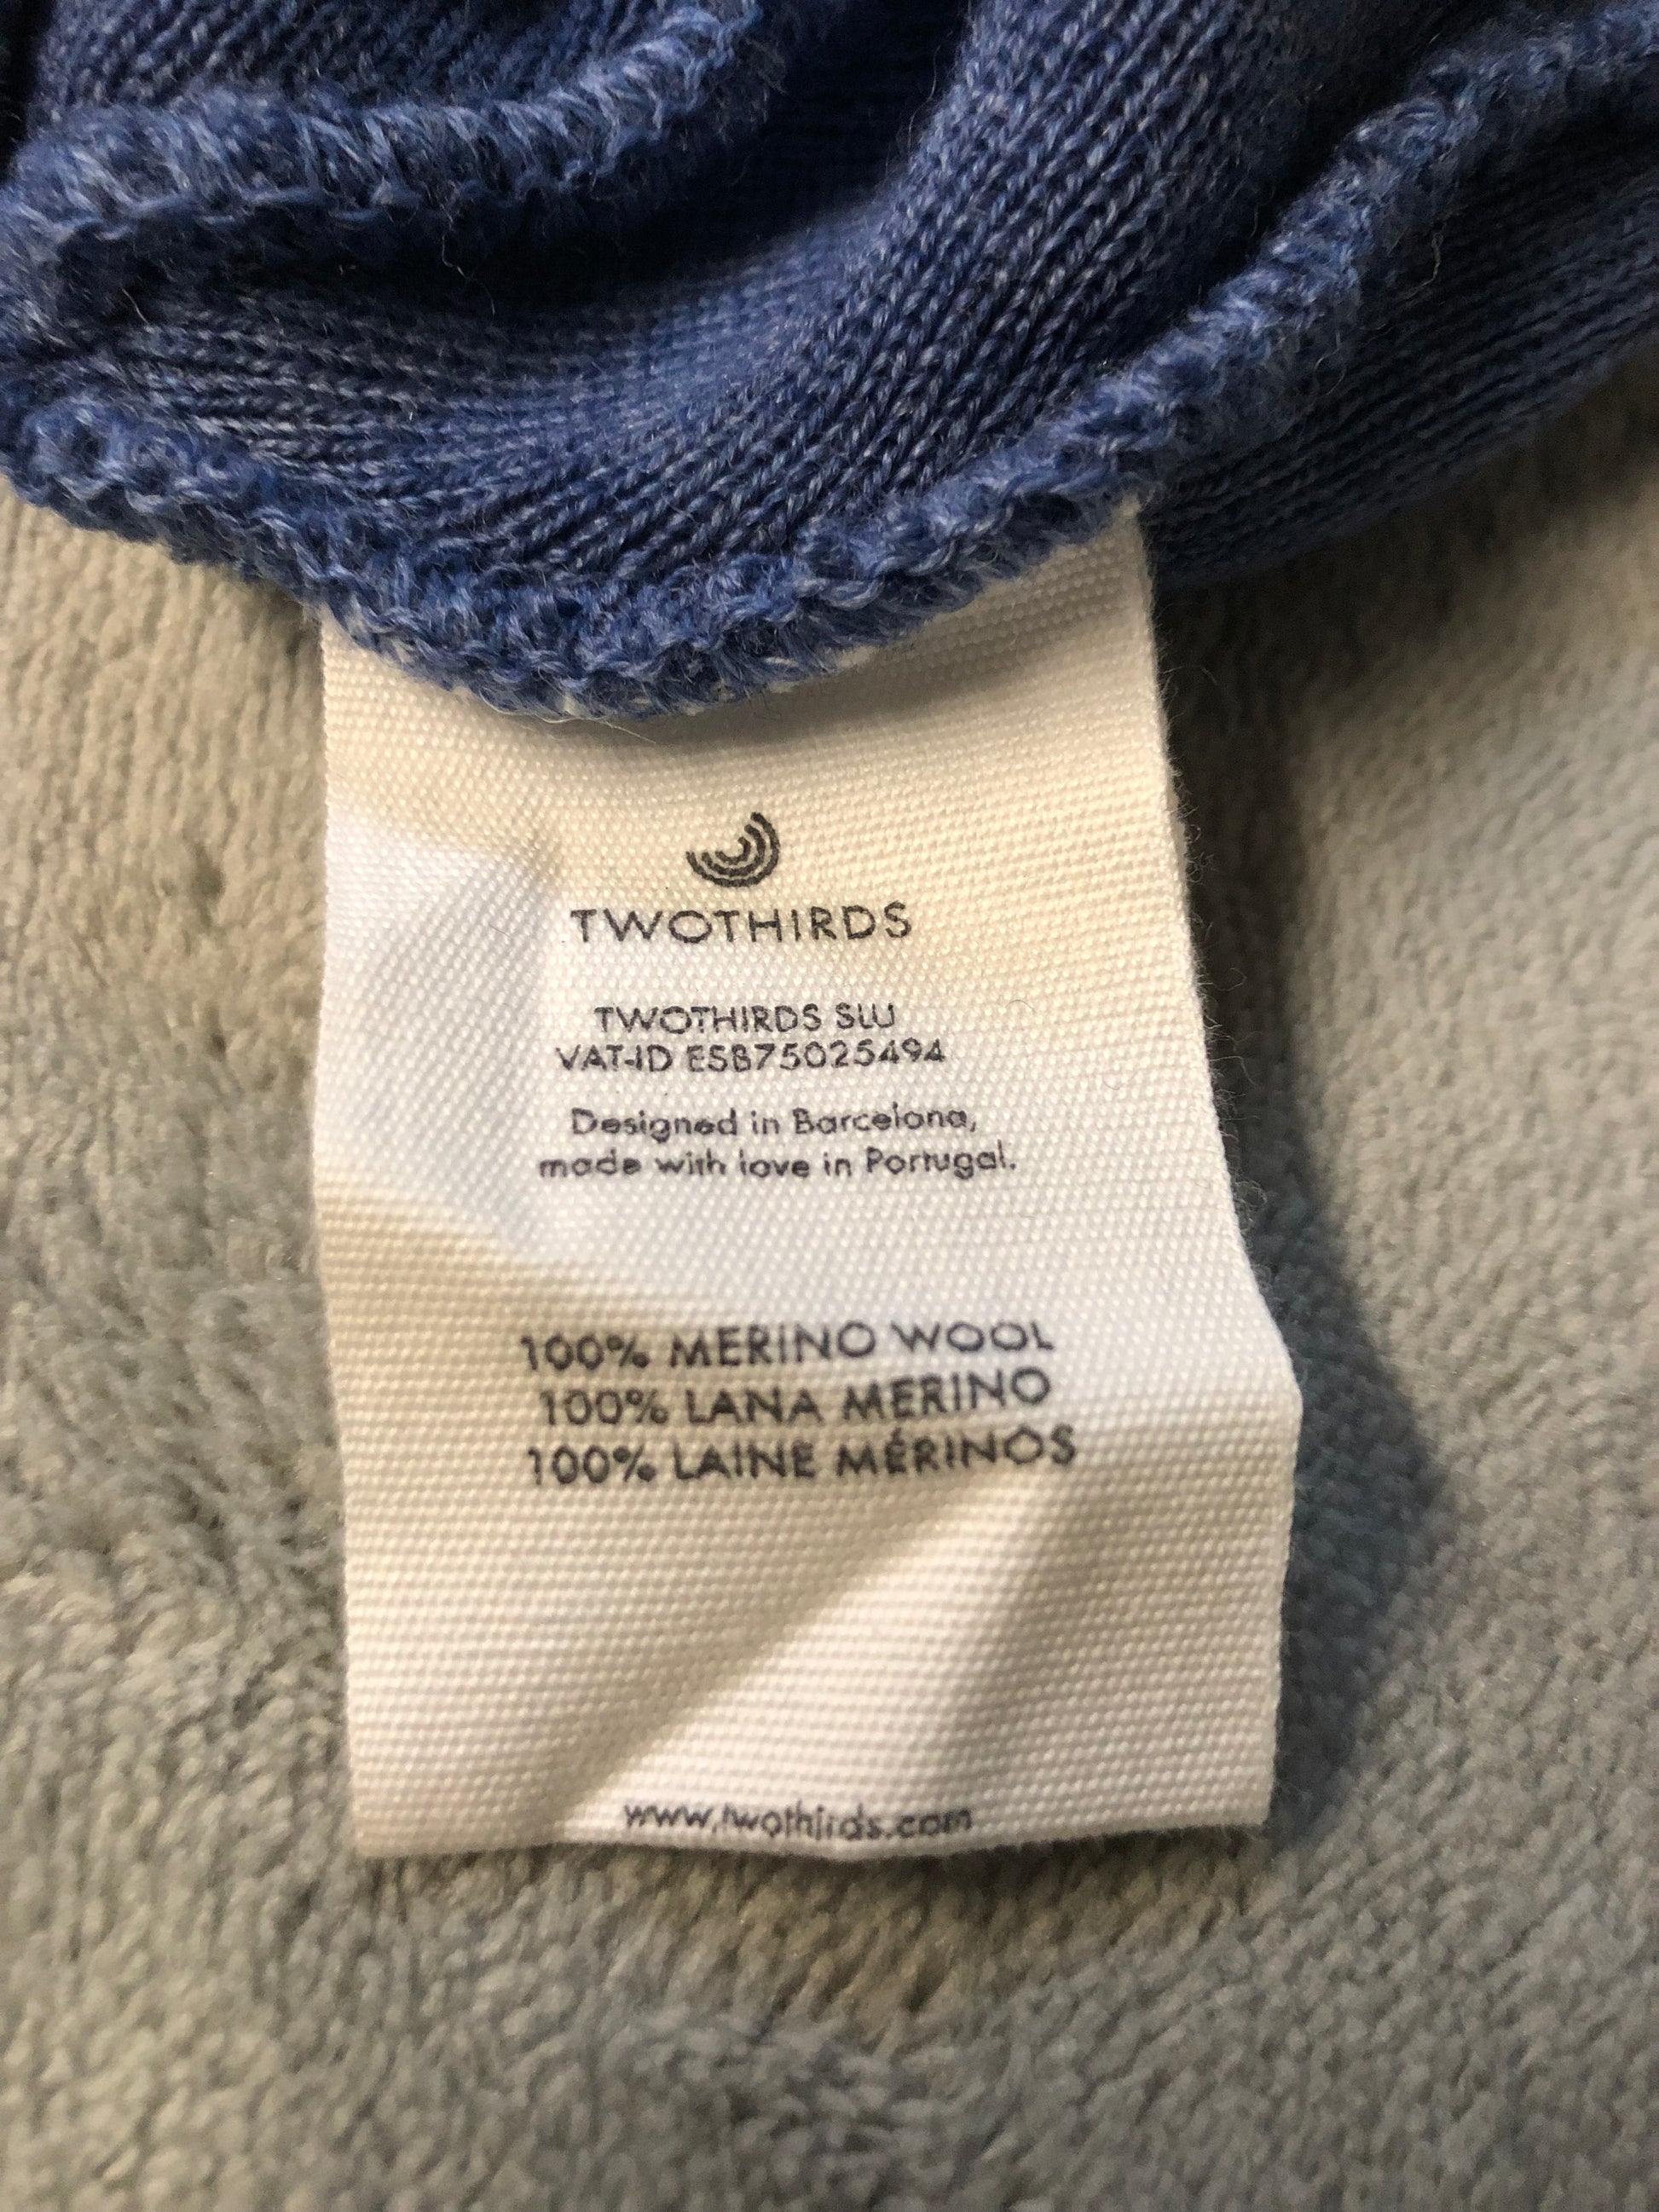 TWOTHIRDS
TWOTHIRDS SLU
VAT-ID ESB75025494
Designed in Barcelona,
made with love in Portugal.
100% MERINO WOOL
100% LANA MERINO
100% LAINE MÉRINOS
www.twothirds.com